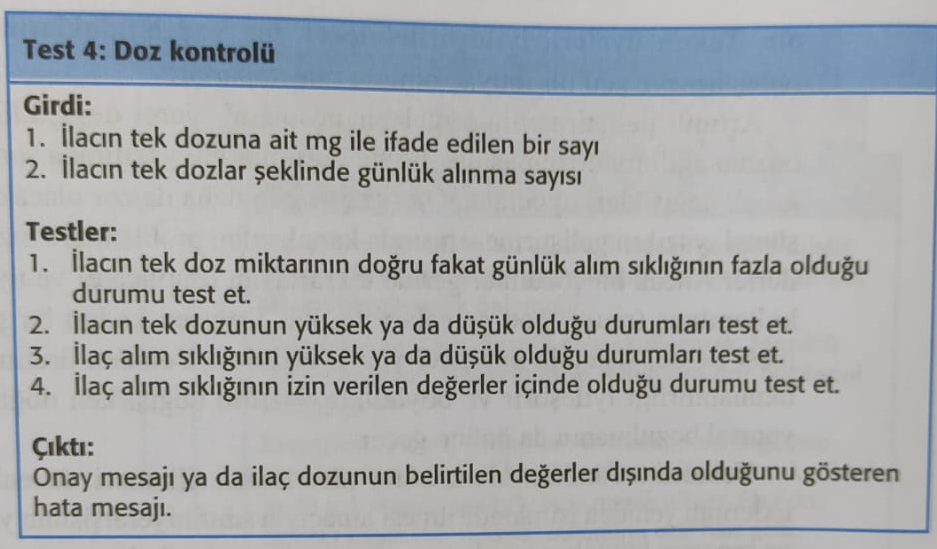 Test 4: Doz kontrolü
Girdi:
1. İlacın tek dozuna ait mg ile ifade edilen bir sayı
2. İlacın tek dozlar şeklinde günlük alınma sayısı
Testler:
1. İlacın tek doz miktarının doğru fakat günlük alım sıklığının fazla olduğu
durumu test et.
2. İlacın tek dozunun yüksek ya da düşük olduğu durumları test et.
3. İlaç alım sıklığının yüksek ya da düşük olduğu durumları test et.
4. İlaç alım sıklığının izin verilen değerler içinde olduğu durumu test et.
Çıktı:
Onay mesajı ya da ilaç dozunun belirtilen değerler dışında olduğunu gösteren
hata mesajı.